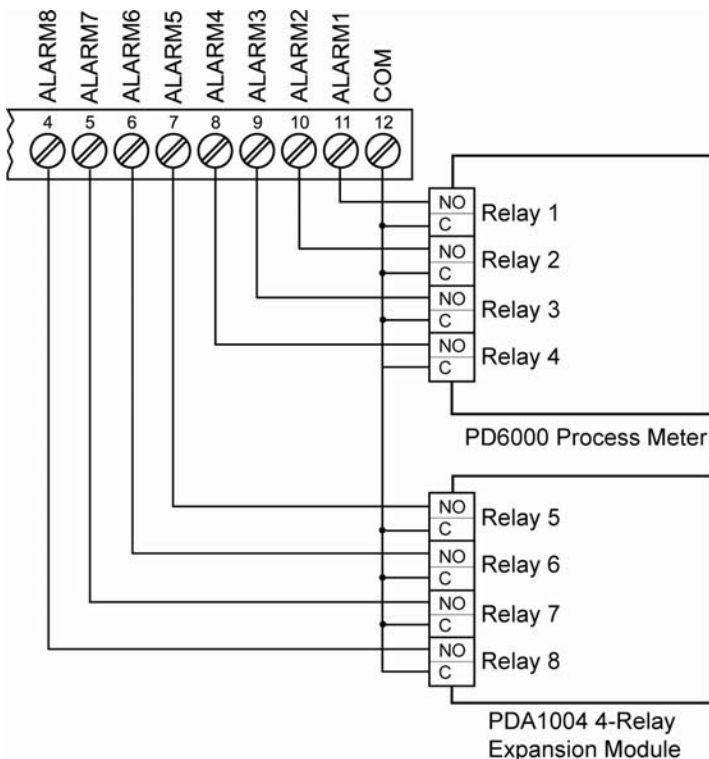 ALARM8
ALARM7
ALARM6
ALARM5
ALARM4
ALARM3
ALARM2
ALARM1
COM
4 5 6 7 8 9 10 11 12
NO
C
Relay 1
NO
C
Relay 2
NO
C
Relay 3
NO
C
Relay 4
PD6000 Process Meter
NO
C
Relay 5
NO
C
Relay 6
NO
C
Relay 7
NO
C
Relay 8
PDA1004 4-Relay
Expansion Module